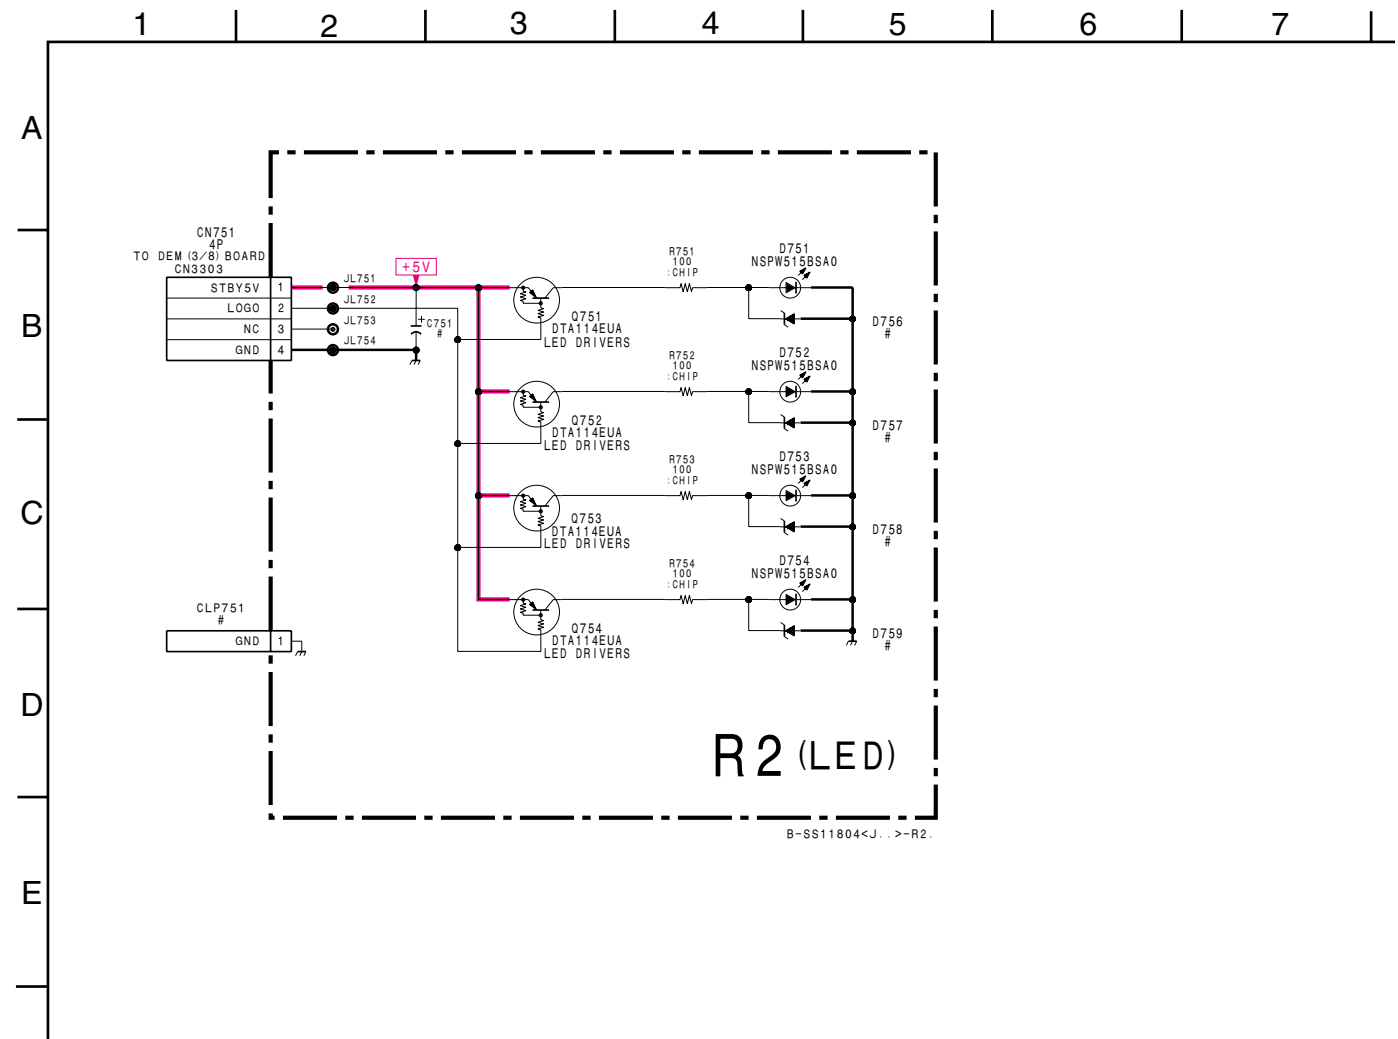 1 2 3 4 5 6 7
A
B
C
D
E
CN751
4P
TO DEM (3/8) BOARD
CN3303
STBY5V 1
LOGO 2
NC 3
GND 4
JL751
JL752
JL753
JL754
+5V
+
C751
#
Q751
DTA114EUA
LED DRIVERS
R751
100
:CHIP
D751
NSPW515BSA0
D756
#
Q752
DTA114EUA
LED DRIVERS
R752
100
:CHIP
D752
NSPW515BSA0
D757
#
Q753
DTA114EUA
LED DRIVERS
R753
100
:CHIP
D753
NSPW515BSA0
D758
#
Q754
DTA114EUA
LED DRIVERS
R754
100
:CHIP
D754
NSPW515BSA0
D759
#
CLP751
#
GND 1
R2 (LED)
B-SS11804<J..>-R2.